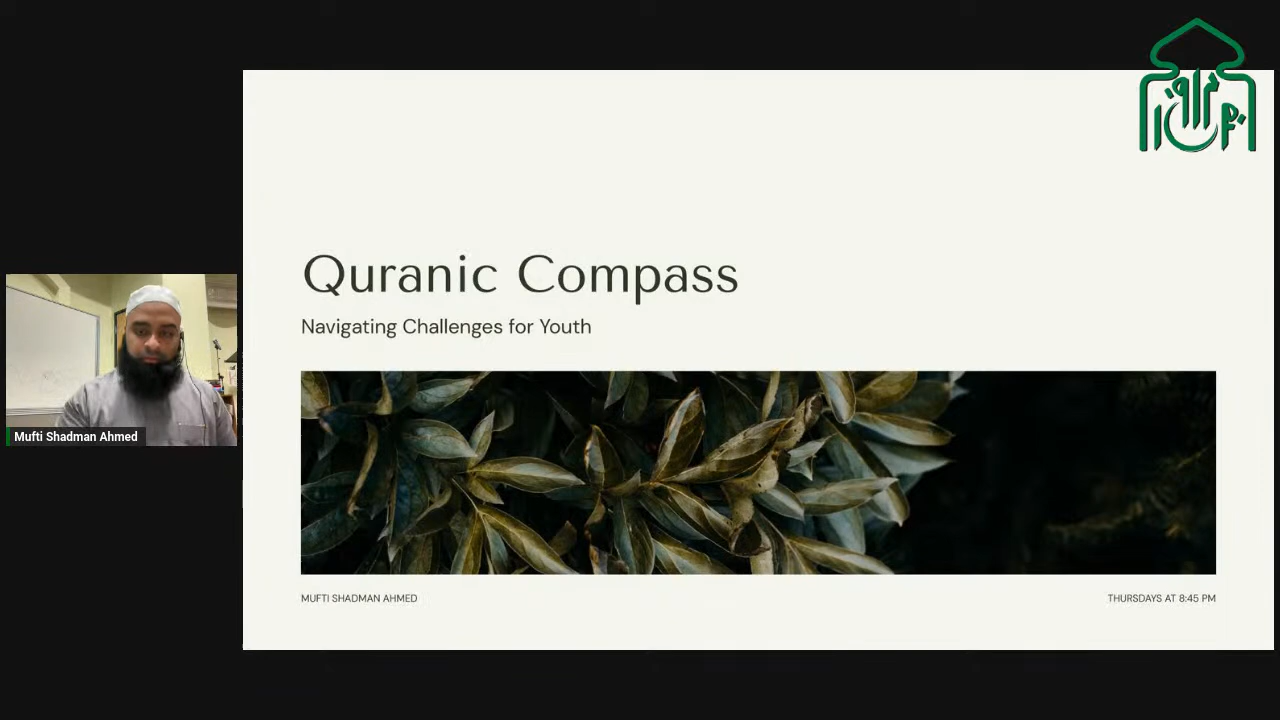 Quranic Compass
Navigating Challenges for Youth
Mufti Shadman Ahmed
MUFTI SHADMAN AHMED
THURSDAYS AT 8:45 PM